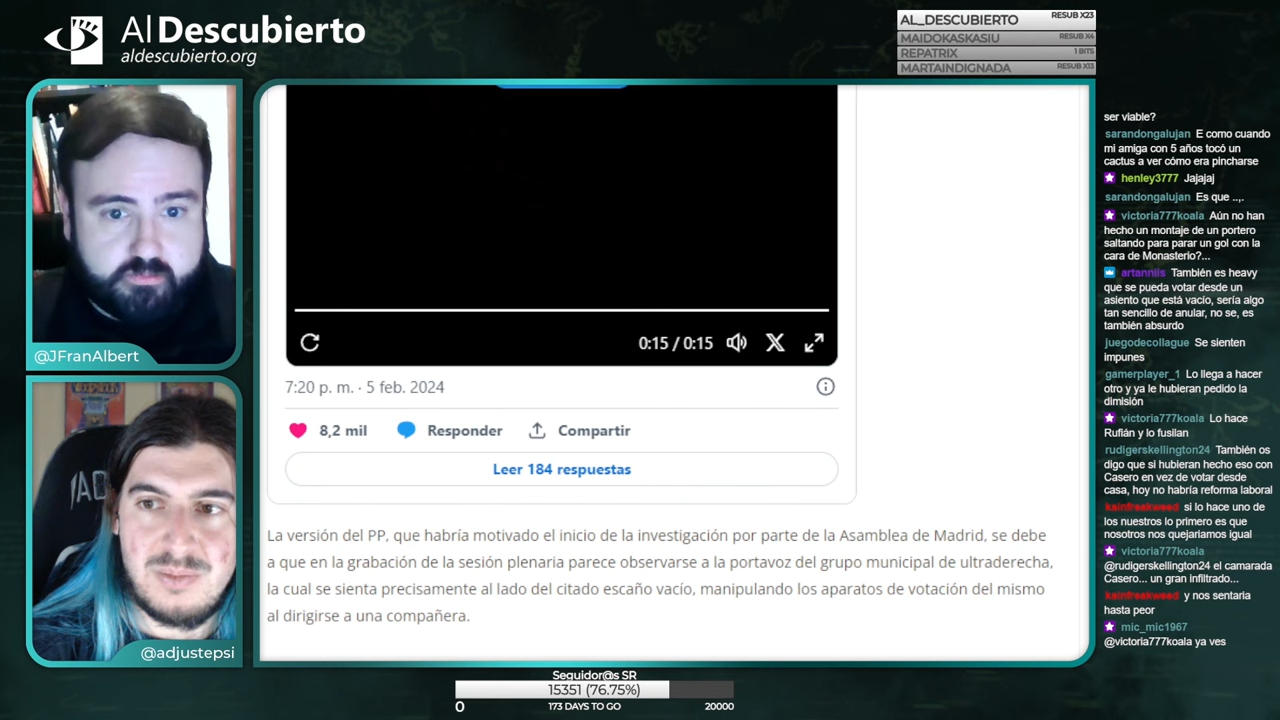 Al Descubierto
aldescubierto.org
AL_DESCUBIERTO RESUB X23
MAIDOKASKASIU RESUB X4
REPATRIX 1 BITS
MARTAINDIGNADA RESUB X13
@JFranAlbert
@adjustepsi
0:15 / 0:15
7:20 p. m. · 5 feb. 2024
8,2 mil Responder Compartir
Leer 184 respuestas
La versión del PP, que habría motivado el inicio de la investigación por parte de la Asamblea de Madrid, se debe
a que en la grabación de la sesión plenaria parece observarse a la portavoz del grupo municipal de ultraderecha,
la cual se sienta precisamente al lado del citado escaño vacío, manipulando los aparatos de votación del mismo
al dirigirse a una compañera.
ser viable?
sarandongalujan E como cuando
mi amiga con 5 años tocó un
cactus a ver cómo era pincharse
henley3777 Jajajaj
sarandongalujan Es que ..,.
victoria777koala Aún no han
hecho un montaje de un portero
saltando para parar un gol con la
cara de Monasterio?...
artanniis También es heavy
que se pueda votar desde un
asiento que está vacío, sería algo
tan sencillo de anular, no se, es
también absurdo
juegodecollague Se sienten
impunes
gamerplayer_1 Lo llega a hacer
otro y ya le hubieran pedido la
dimisión
victoria777koala Lo hace
Rufián y lo fusilan
rudigerskellington24 También os
digo que si hubieran hecho eso con
Casero en vez de votar desde
casa, hoy no habría reforma laboral
kainfreakweed si lo hace uno de
los nuestros lo primero es que
nosotros nos quejaríamos igual
victoria777koala
@rudigerskellington24 el camarada
Casero... un gran infiltrado...
kainfreakweed y nos sentaria
hasta peor
mic_mic1967
@victoria777koala ya ves
Seguidor@s SR
15351 (76.75%)
0 173 DAYS TO GO 20000